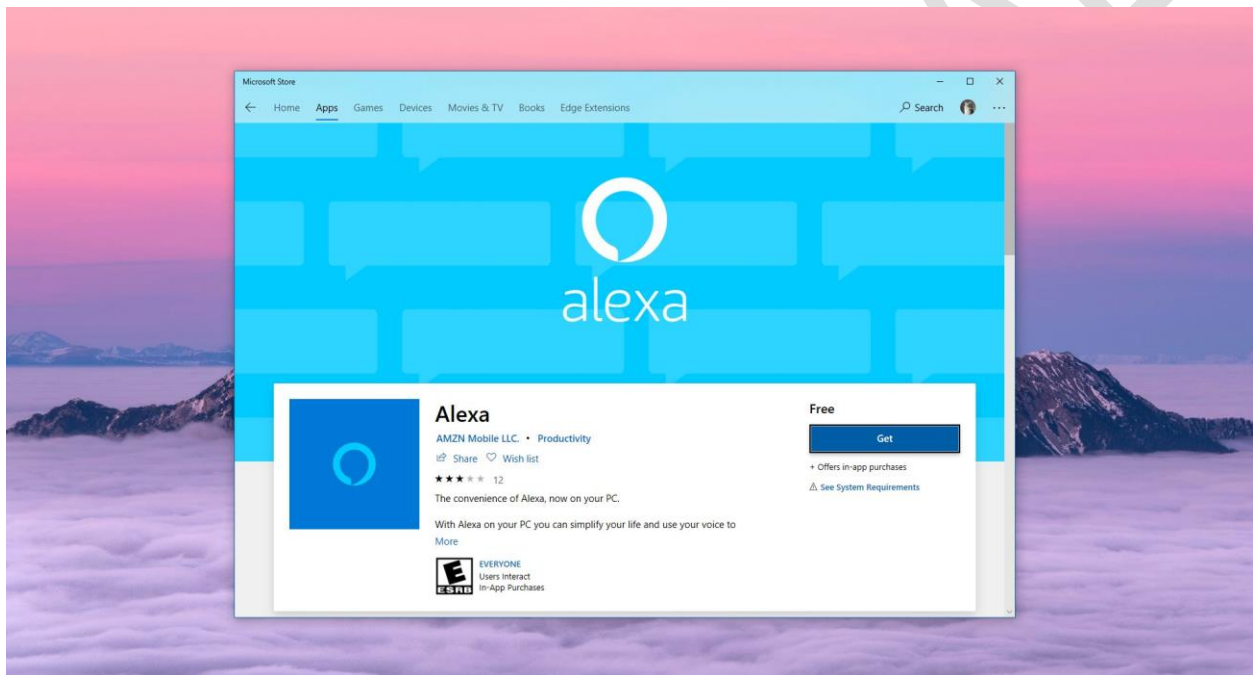 Microsoft Store
Home Apps Games Devices Movies & TV Books Edge Extensions Search
alexa
Alexa
AMZN Mobile LLC. • Productivity
Share Wish list
12
The convenience of Alexa, now on your PC.
With Alexa on your PC you can simplify your life and use your voice to
More
E
ESRB
EVERYONE
Users Interact
In-App Purchases
Free
Get
+ Offers in-app purchases
See System Requirements